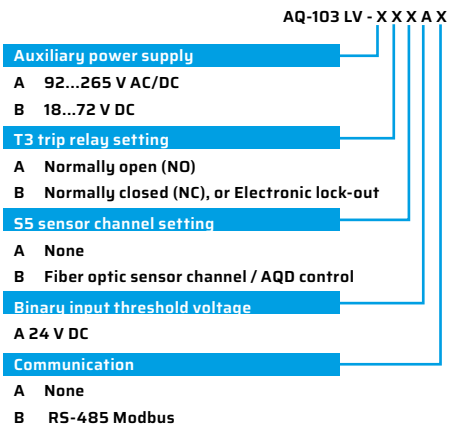 AQ-103 LV - X X X A X
Auxiliary power supply
A 92...265 V AC/DC
B 18...72 V DC
T3 trip relay setting
A Normally open (NO)
B Normally closed (NC), or Electronic lock-out
S5 sensor channel setting
A None
B Fiber optic sensor channel / AQD control
Binary input threshold voltage
A 24 V DC
Communication
A None
B RS-485 Modbus